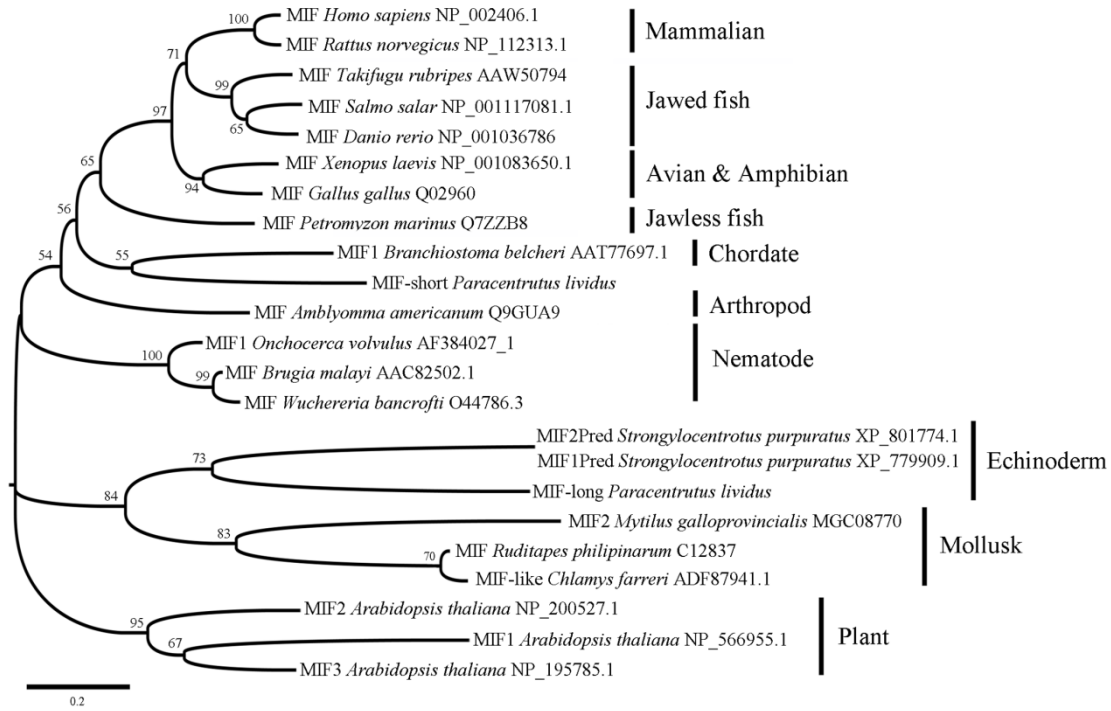 MIF Homo sapiens NP_002406.1
MIF Rattus norvegicus NP_112313.1
MIF Takifugu rubripes AAW50794
MIF Salmo salar NP_001117081.1
MIF Danio rerio NP_001036786
MIF Xenopus laevis NP_001083650.1
MIF Gallus gallus Q02960
MIF Petromyzon marinus Q7ZZB8
MIF1 Branchiostoma belcheri AAT77697.1
MIF-short Paracentrutus lividus
MIF Amblyomma americanum Q9GUA9
MIF1 Onchocerca volvulus AF384027_1
MIF Brugia malayi AAC82502.1
MIF Wuchereria bancrofti O44786.3
MIF2Pred Strongylocentrotus purpuratus XP_801774.1
MIF1Pred Strongylocentrotus purpuratus XP_779909.1
MIF-long Paracentrutus lividus
MIF2 Mytilus galloprovincialis MGC08770
MIF Ruditapes philipinarum C12837
MIF-like Chlamys farreri ADF87941.1
MIF2 Arabidopsis thaliana NP_200527.1
MIF1 Arabidopsis thaliana NP_566955.1
MIF3 Arabidopsis thaliana NP_195785.1
Mammalian
Jawed fish
Avian & Amphibian
Jawless fish
Chordate
Arthropod
Nematode
Echinoderm
Mollusk
Plant
100
71
99
97
65
65
94
56
55
54
100
99
73
84
83
70
95
67
0.2